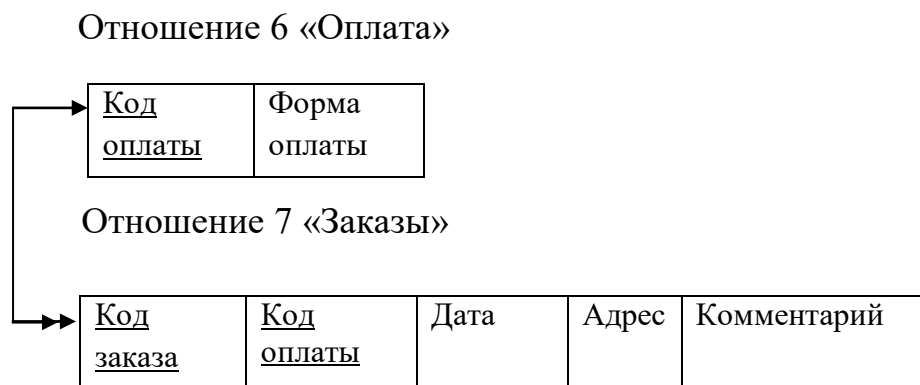 Отношение 6 «Оплата»
Код оплаты
Форма оплаты
Отношение 7 «Заказы»
Код заказа
Код оплаты
Дата
Адрес
Комментарий